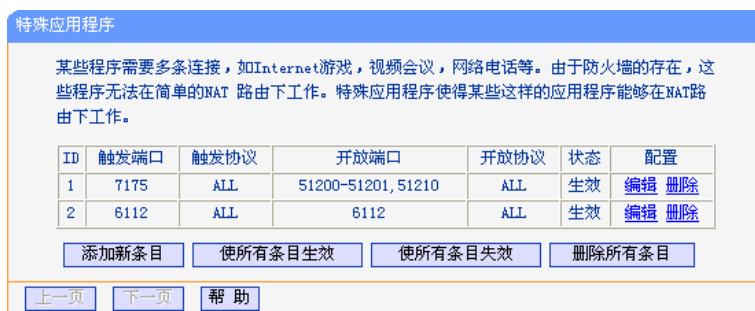 特殊应用程序
某些程序需要多条连接，如Internet游戏，视频会议，网络电话等。由于防火墙的存在，这
些程序无法在简单的NAT 路由下工作。特殊应用程序使得某些这样的应用程序能够在NAT路
由下工作。
ID 触发端口 触发协议 开放端口 开放协议 状态 配置
1 7175 ALL 51200-51201,51210 ALL 生效 编辑 删除
2 6112 ALL 6112 ALL 生效 编辑 删除
添加新条目 使所有条目生效 使所有条目失效 删除所有条目
上一页 下一页 帮 助